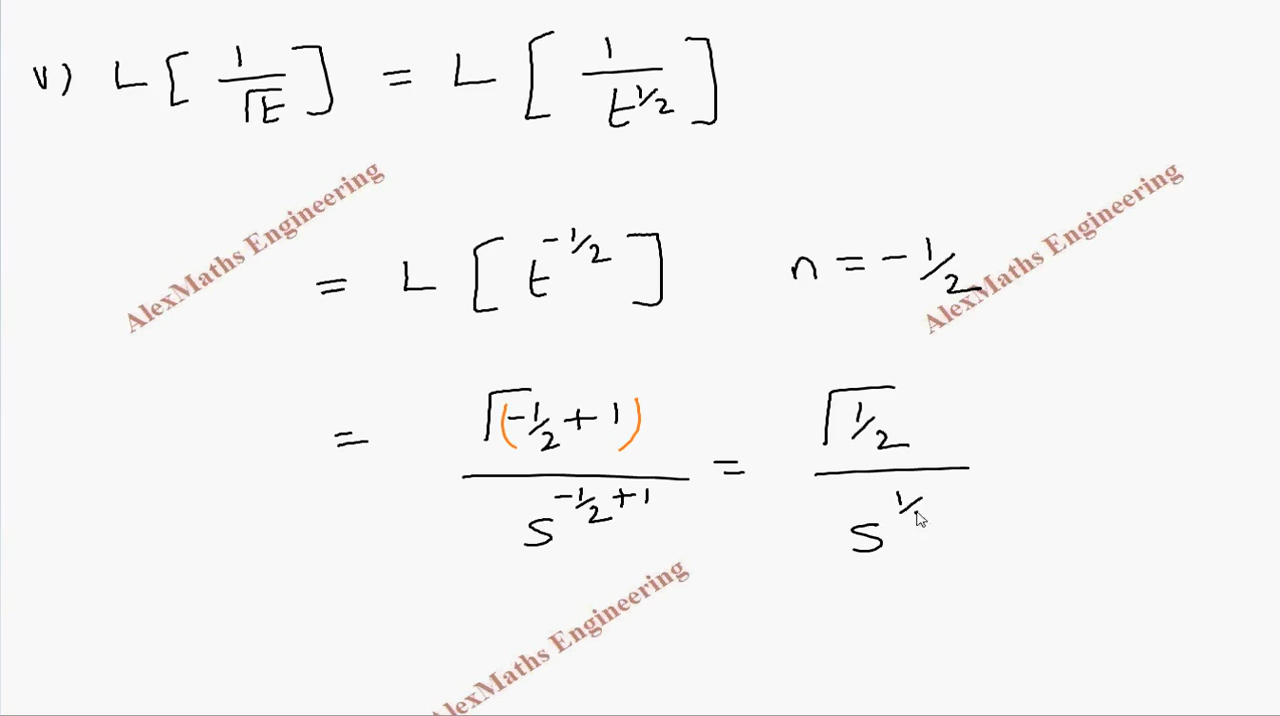 v) L[1/√t] = L[1/t^1/2]
AlexMaths Engineering
AlexMaths Engineering
= L[t^-1/2] n = -1/2
= Γ(-1/2+1)/s^-1/2+1 = Γ1/2/s^1/
AlexMaths Engineering